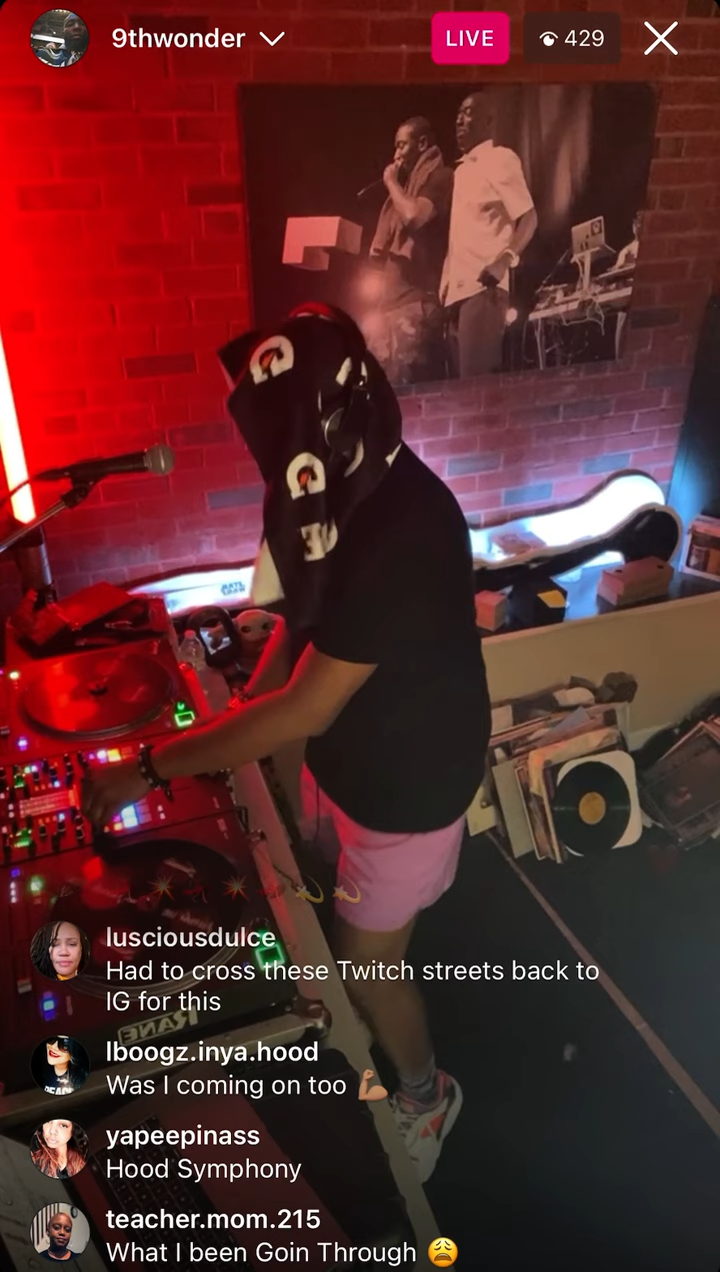 9thwonder
LIVE
429
RANE
lusciousdulce
Had to cross these Twitch streets back to
IG for this
lboogz.inya.hood
Was I coming on too 💪🏼
yapeepinass
Hood Symphony
teacher.mom.215
What I been Goin Through 😩